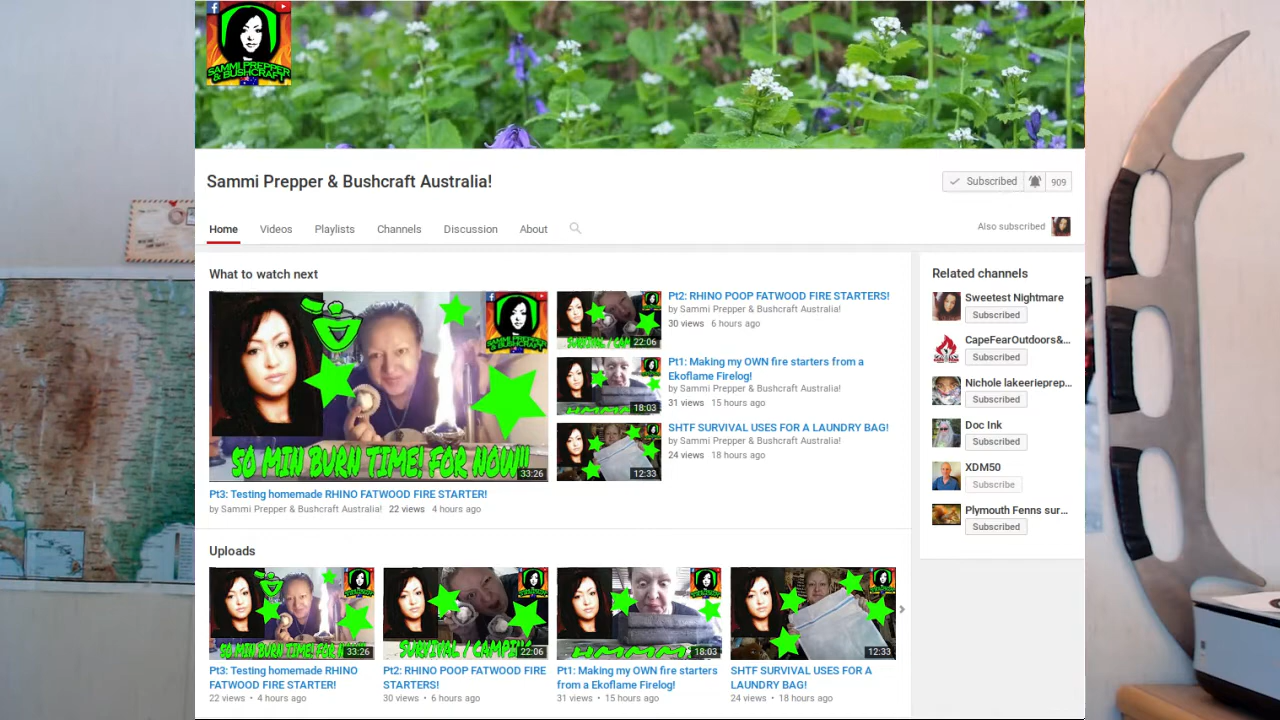 SAMMI PREPPER
& BUSHCRAFT
Sammi Prepper & Bushcraft Australia!
Subscribed
909
Home
Videos
Playlists
Channels
Discussion
About
Also subscribed
What to watch next
SO MIN BURN TIME! FOR NOW!!
33:26
Pt3: Testing homemade RHINO FATWOOD FIRE STARTER!
by Sammi Prepper & Bushcraft Australia! 22 views 4 hours ago
22:06
Pt2: RHINO POOP FATWOOD FIRE STARTERS!
by Sammi Prepper & Bushcraft Australia!
30 views 6 hours ago
18:03
Pt1: Making my OWN fire starters from a
Ekoflame Firelog!
by Sammi Prepper & Bushcraft Australia!
31 views 15 hours ago
12:33
SHTF SURVIVAL USES FOR A LAUNDRY BAG!
by Sammi Prepper & Bushcraft Australia!
24 views 18 hours ago
Related channels
Sweetest Nightmare
Subscribed
CapeFearOutdoors&...
Subscribed
Nichole lakeerieprep...
Subscribed
Doc Ink
Subscribed
XDM50
Subscribe
Plymouth Fenns sur...
Subscribed
Uploads
33:26
Pt3: Testing homemade RHINO
FATWOOD FIRE STARTER!
22 views • 4 hours ago
SURVIVAL / CAMPING
22:06
Pt2: RHINO POOP FATWOOD FIRE
STARTERS!
30 views • 6 hours ago
18:03
Pt1: Making my OWN fire starters
from a Ekoflame Firelog!
31 views • 15 hours ago
12:33
SHTF SURVIVAL USES FOR A
LAUNDRY BAG!
24 views • 18 hours ago